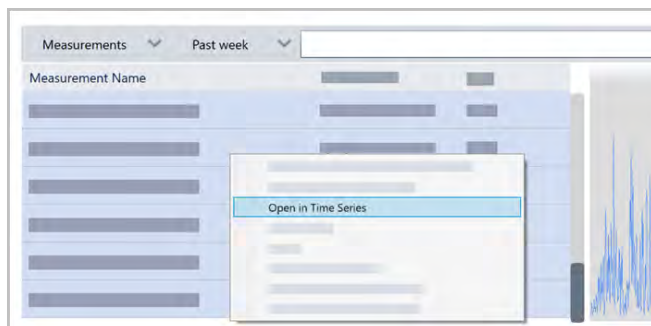 Measurements Past week
Measurement Name
Open in Time Series